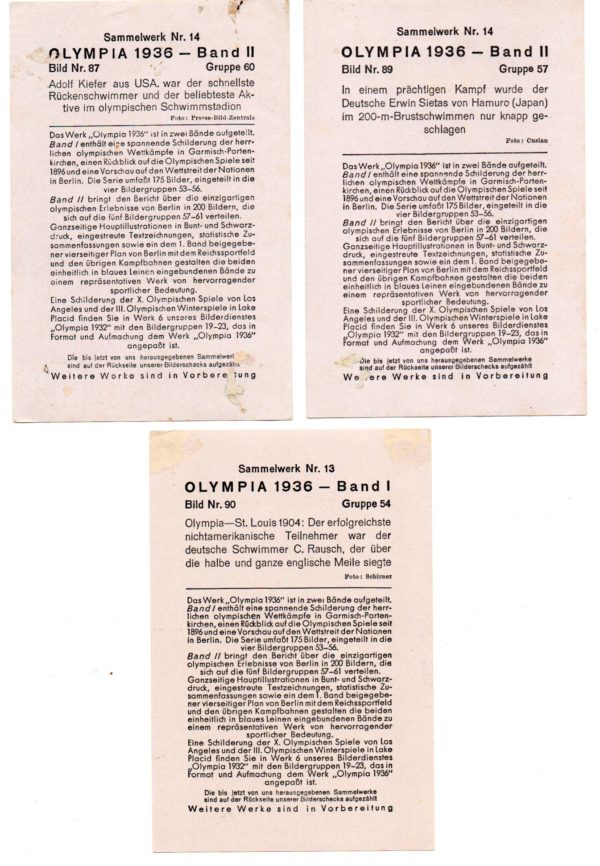 Sammelwerk Nr. 14
OLYMPIA 1936 — Band II
Bild Nr. 87 Gruppe 60
Adolf Kiefer aus USA. war der schnellste
Rückenschwimmer und der beliebteste Ak-
tive im olympischen Schwimmstadion
Foto: Presse-Bild-Zentrale
Das Werk „Olympia 1936" ist in zwei Bände aufgeteilt.
Band I enthält eine spannende Schilderung der herr-
lichen olympischen Wettkämpfe in Garmisch-Parten-
kirchen, einen Rückblick auf die Olympischen Spiele seit
1896 und eine Vorschau auf den Wettstreit der Nationen
in Berlin. Die Serie umfaßt 175 Bilder, eingeteilt in die
vier Bildergruppen 53–56.
Band II bringt den Bericht über die einzigartigen
olympischen Erlebnisse von Berlin in 200 Bildern, die
sich auf die fünf Bildergruppen 57–61 verteilen.
Ganzseitige Hauptillustrationen in Bunt- und Schwarz-
druck, eingestreute Textzeichnungen, statistische Zu-
sammenfassungen sowie ein dem 1. Band beigegebe-
ner vierseitiger Plan von Berlin mit dem Reichssportfeld
und den übrigen Kampfbahnen gestalten die beiden
einheitlich in blaues Leinen eingebundenen Bände zu
einem repräsentativen Werk von hervorragender
sportlicher Bedeutung.
Eine Schilderung der X. Olympischen Spiele von Los
Angeles und der III. Olympischen Winterspiele in Lake
Placid finden Sie in Werk 6 unseres Bilderdienstes
„Olympia 1932" mit den Bildergruppen 19–23, das in
Format und Aufmachung dem Werk „Olympia 1936"
angepaßt ist.
Die bis jetzt von uns herausgegebenen Sammelwerke
sind auf der Rückseite unserer Bilderschecks aufgezählt
Weitere Werke sind in Vorbereitung
Sammelwerk Nr. 14
OLYMPIA 1936 — Band II
Bild Nr. 89 Gruppe 57
In einem prächtigen Kampf wurde der
Deutsche Erwin Sietas von Hamuro (Japan)
im 200-m-Brustschwimmen nur knapp ge-
schlagen
Foto: Custau
Das Werk „Olympia 1936" ist in zwei Bände aufgeteilt.
Band I enthält eine spannende Schilderung der herr-
lichen olympischen Wettkämpfe in Garmisch-Parten-
kirchen, einen Rückblick auf die Olympischen Spiele seit
1896 und eine Vorschau auf den Wettstreit der Nationen
in Berlin. Die Serie umfaßt 175 Bilder, eingeteilt in die
vier Bildergruppen 53–56.
Band II bringt den Bericht über die einzigartigen
olympischen Erlebnisse von Berlin in 200 Bildern, die
sich auf die fünf Bildergruppen 57–61 verteilen.
Ganzseitige Hauptillustrationen in Bunt- und Schwarz-
druck, eingestreute Textzeichnungen, statistische Zu-
sammenfassungen sowie ein dem 1. Band beigegebe-
ner vierseitiger Plan von Berlin mit dem Reichssportfeld
und den übrigen Kampfbahnen gestalten die beiden
einheitlich in blaues Leinen eingebundenen Bände zu
einem repräsentativen Werk von hervorragender
sportlicher Bedeutung.
Eine Schilderung der X. Olympischen Spiele von Los
Angeles und der III. Olympischen Winterspiele in Lake
Placid finden Sie in Werk 6 unseres Bilderdienstes
„Olympia 1932" mit den Bildergruppen 19–23, das in
Format und Aufmachung dem Werk „Olympia 1936"
angepaßt ist.
Die bis jetzt von uns herausgegebenen Sammelwerke
sind auf der Rückseite unserer Bilderschecks aufgezählt
Weitere Werke sind in Vorbereitung
Sammelwerk Nr. 13
OLYMPIA 1936 — Band I
Bild Nr. 90 Gruppe 54
Olympia—St. Louis 1904: Der erfolgreichste
nichtamerikanische Teilnehmer war der
deutsche Schwimmer C. Rausch, der über
die halbe und ganze englische Meile siegte
Foto: Schirner
Das Werk „Olympia 1936" ist in zwei Bände aufgeteilt.
Band I enthält eine spannende Schilderung der herr-
lichen olympischen Wettkämpfe in Garmisch-Parten-
kirchen, einen Rückblick auf die Olympischen Spiele seit
1896 und eine Vorschau auf den Wettstreit der Nationen
in Berlin. Die Serie umfaßt 175 Bilder, eingeteilt in die
vier Bildergruppen 53–56.
Band II bringt den Bericht über die einzigartigen
olympischen Erlebnisse von Berlin in 200 Bildern, die
sich auf die fünf Bildergruppen 57–61 verteilen.
Ganzseitige Hauptillustrationen in Bunt- und Schwarz-
druck, eingestreute Textzeichnungen, statistische Zu-
sammenfassungen sowie ein dem 1. Band beigegebe-
ner vierseitiger Plan von Berlin mit dem Reichssportfeld
und den übrigen Kampfbahnen gestalten die beiden
einheitlich in blaues Leinen eingebundenen Bände zu
einem repräsentativen Werk von hervorragender
sportlicher Bedeutung.
Eine Schilderung der X. Olympischen Spiele von Los
Angeles und der III. Olympischen Winterspiele in Lake
Placid finden Sie in Werk 6 unseres Bilderdienstes
„Olympia 1932" mit den Bildergruppen 19–23, das in
Format und Aufmachung dem Werk „Olympia 1936"
angepaßt ist.
Die bis jetzt von uns herausgegebenen Sammelwerke
sind auf der Rückseite unserer Bilderschecks aufgezählt
Weitere Werke sind in Vorbereitung